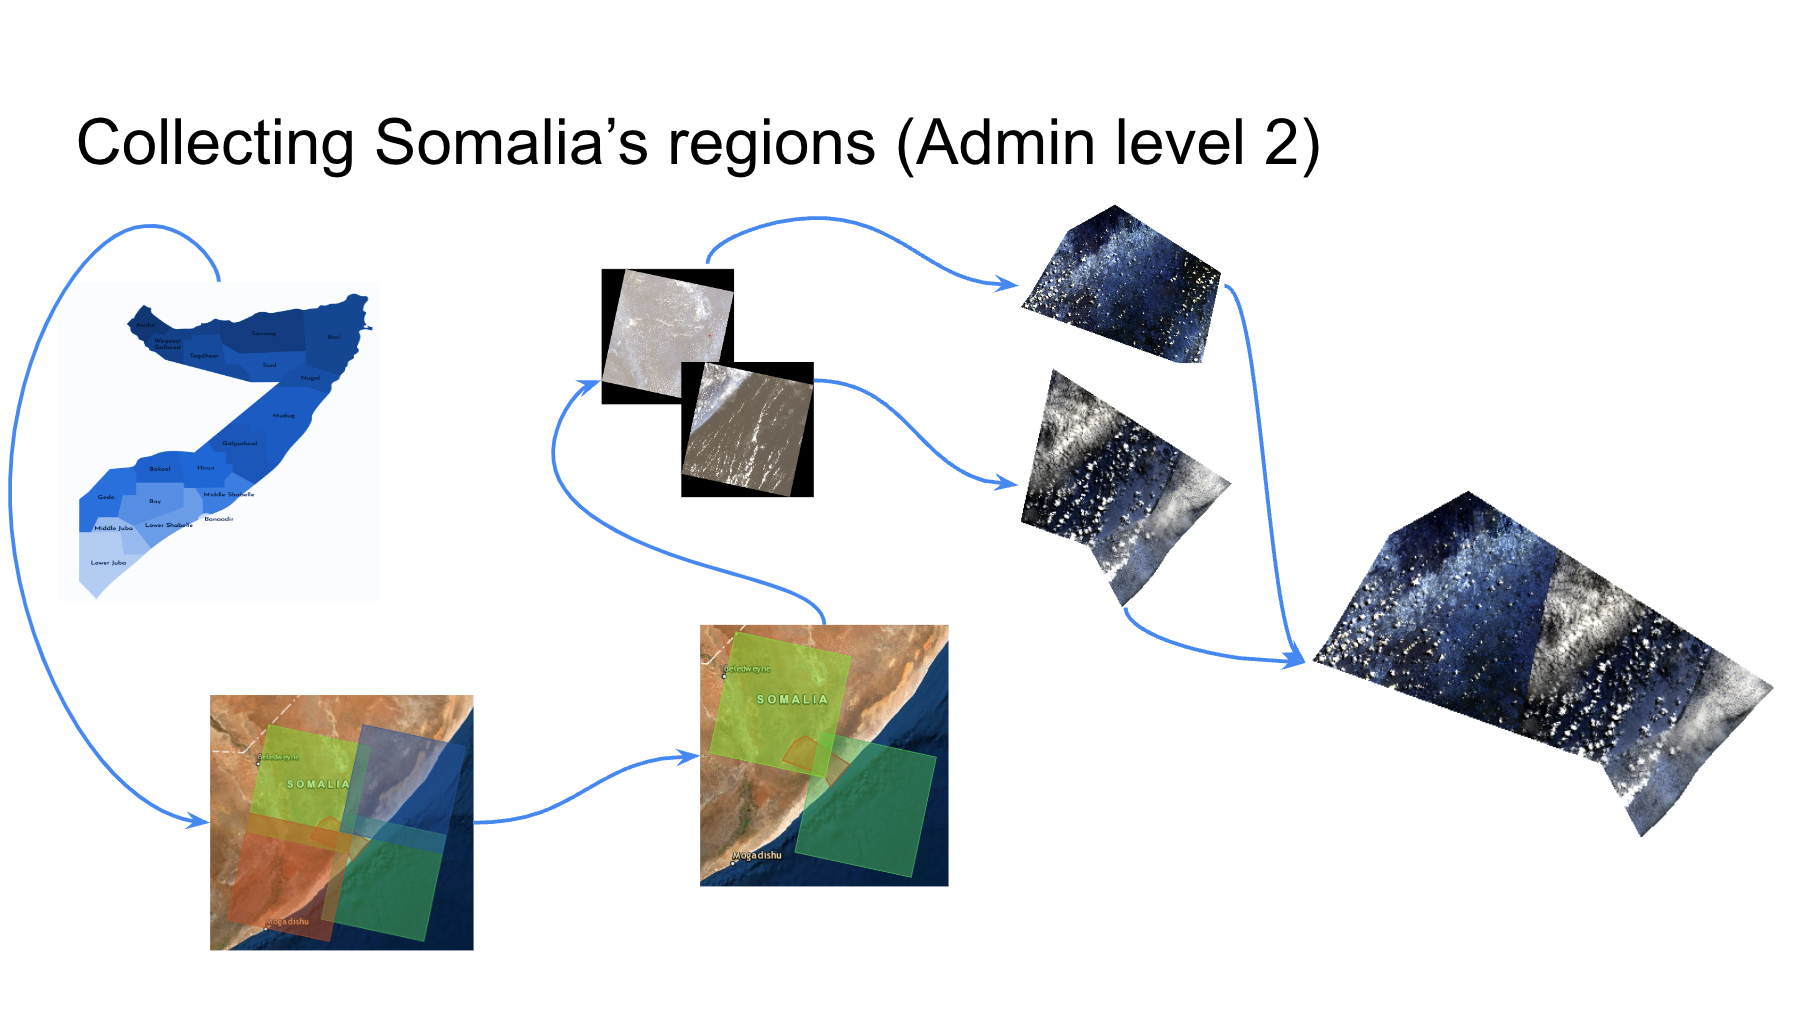 Collecting Somalia’s regions (Admin level 2)
Awdal
Woqooyi
Galbeed
Togdheer
Sanaag
Bari
Sool
Nugal
Mudug
Galgaduud
Bakool
Hiran
Gedo
Bay
Middle Shabelle
Banaadir
Middle Juba
Lower Shabelle
Lower Juba
Beledweyne
SOMALIA
Mogadishu
Beledweyne
SOMALIA
Mogadishu